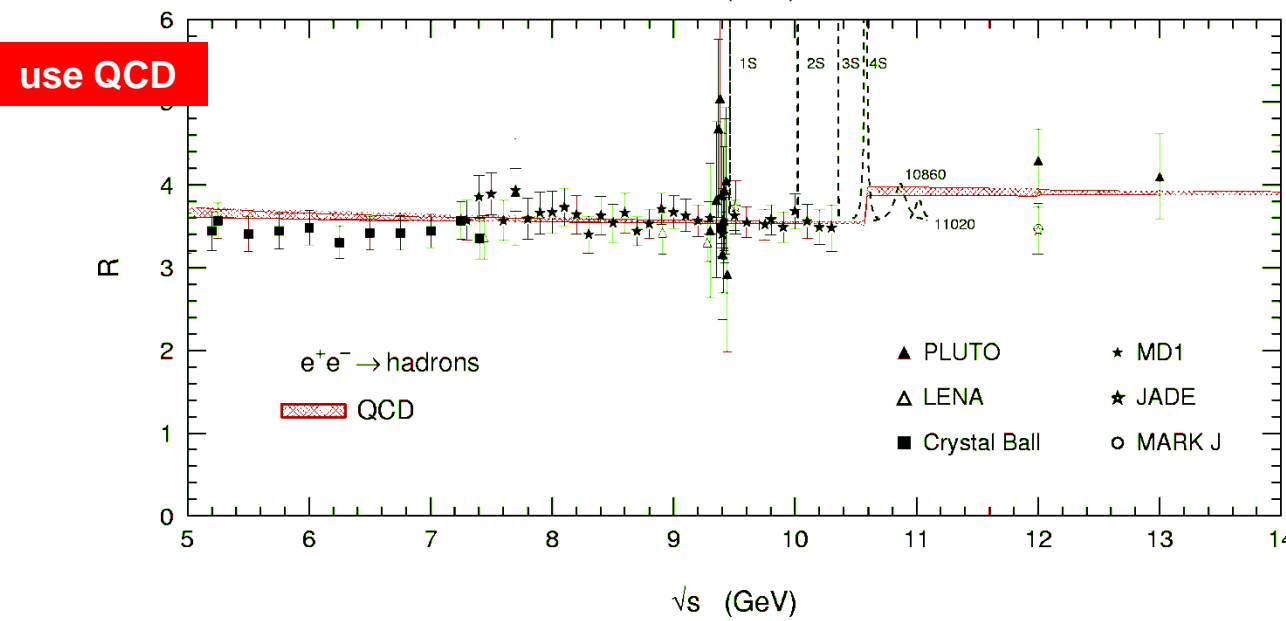 use QCD
6
5
4
3
2
1
0
R
1S
2S
3S
4S
10860
11020
e⁺e⁻ → hadrons
QCD
PLUTO
LENA
Crystal Ball
MD1
JADE
MARK J
5 6 7 8 9 10 11 12 13 14
√s (GeV)